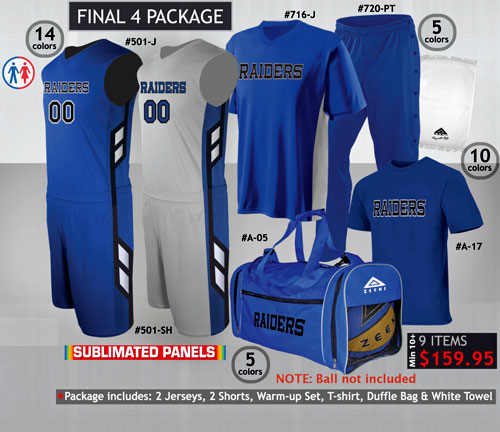 FINAL 4 PACKAGE
#716-J
#720-PT
14
colors
#501-J
5
colors
RAIDERS
00
RAIDERS
00
RAIDERS
10
colors
RAIDERS
#A-05
#A-17
ZEENI
RAIDERS
ZEEN
#501-SH
SUBLIMATED PANELS
5
colors
Min 10+
9 ITEMS
$159.95
NOTE: Ball not included
*Package includes: 2 Jerseys, 2 Shorts, Warm-up Set, T-shirt, Duffle Bag & White Towel